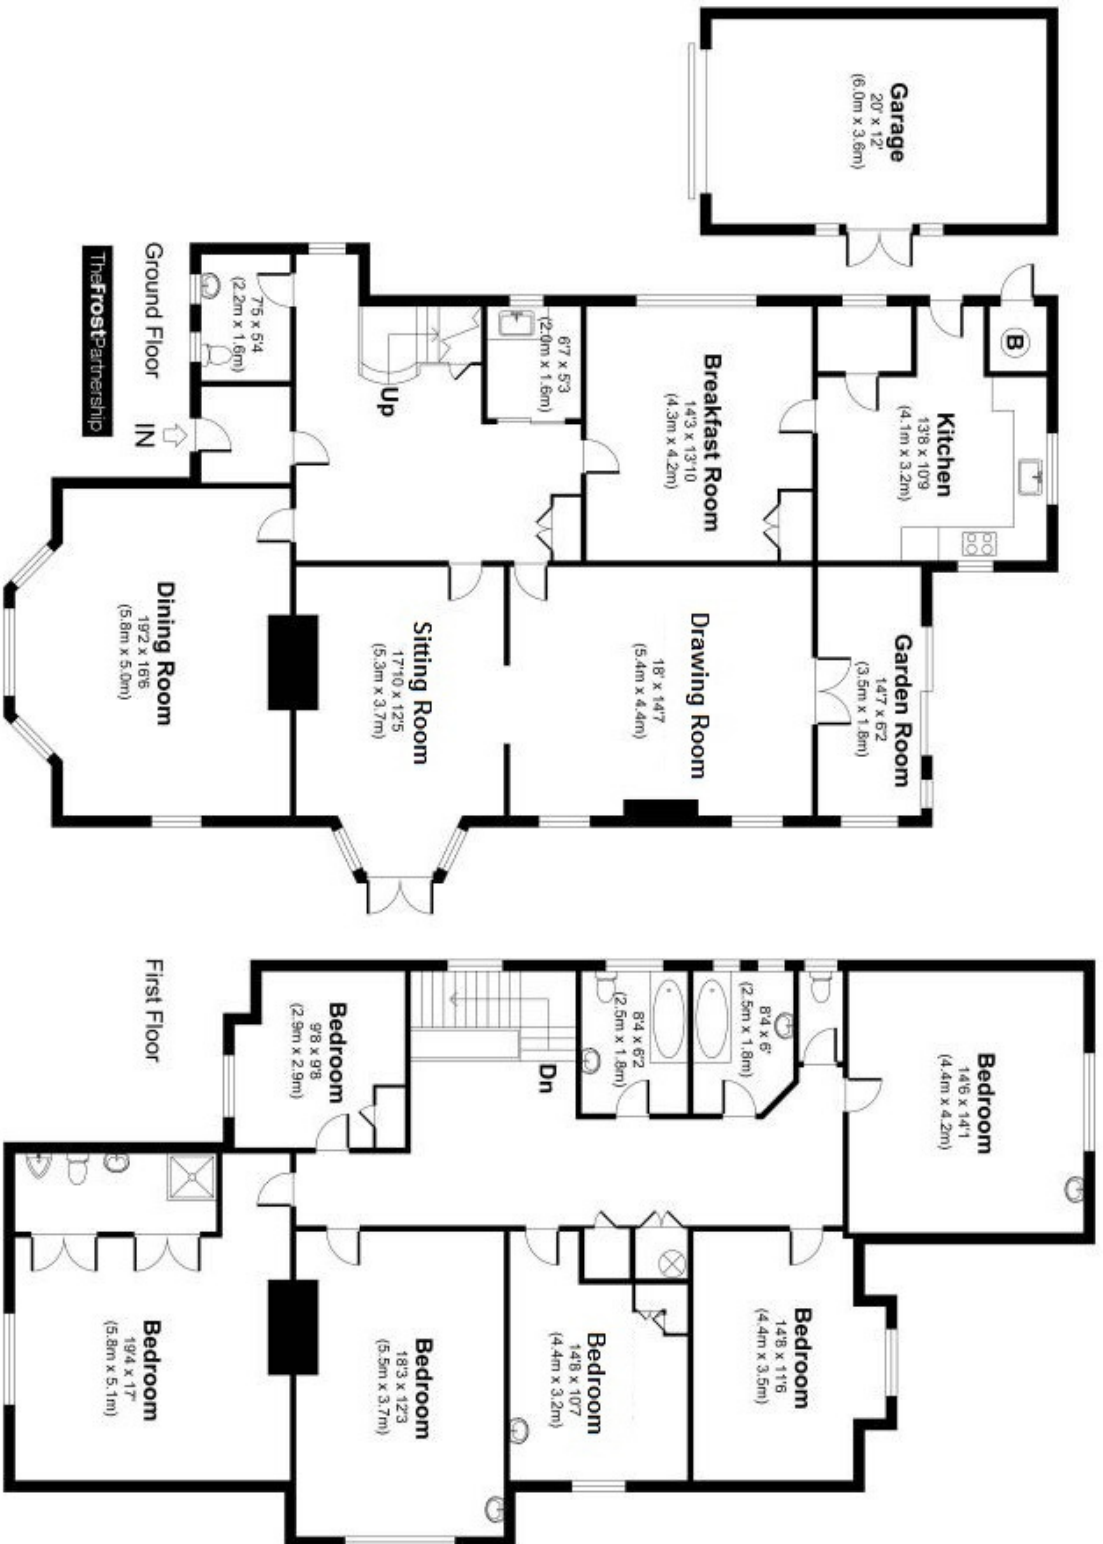 Garage
20' x 12'
(6.0m x 3.6m)
B
Kitchen
13'8 x 10'9
(4.1m x 3.2m)
Garden Room
14'7 x 6'2
(3.5m x 1.8m)
Breakfast Room
14'3 x 13'10
(4.3m x 4.2m)
Drawing Room
18' x 14'7
(5.4m x 4.4m)
6'7 x 5'3
(2.0m x 1.6m)
Up
Sitting Room
17'10 x 12'5
(5.3m x 3.7m)
7'5 x 5'4
(2.2m x 1.6m)
Dining Room
19'2 x 16'6
(5.8m x 5.0m)
IN
Ground Floor
TheFrostPartnership
Bedroom
14'6 x 14'1
(4.4m x 4.2m)
8'4 x 6'
(2.5m x 1.8m)
8'4 x 6'2
(2.5m x 1.8m)
Dn
Bedroom
14'8 x 11'6
(4.4m x 3.5m)
Bedroom
14'8 x 10'7
(4.4m x 3.2m)
Bedroom
9'8 x 9'8
(2.9m x 2.9m)
Bedroom
18'3 x 12'3
(5.5m x 3.7m)
Bedroom
19'4 x 17'
(5.8m x 5.1m)
First Floor